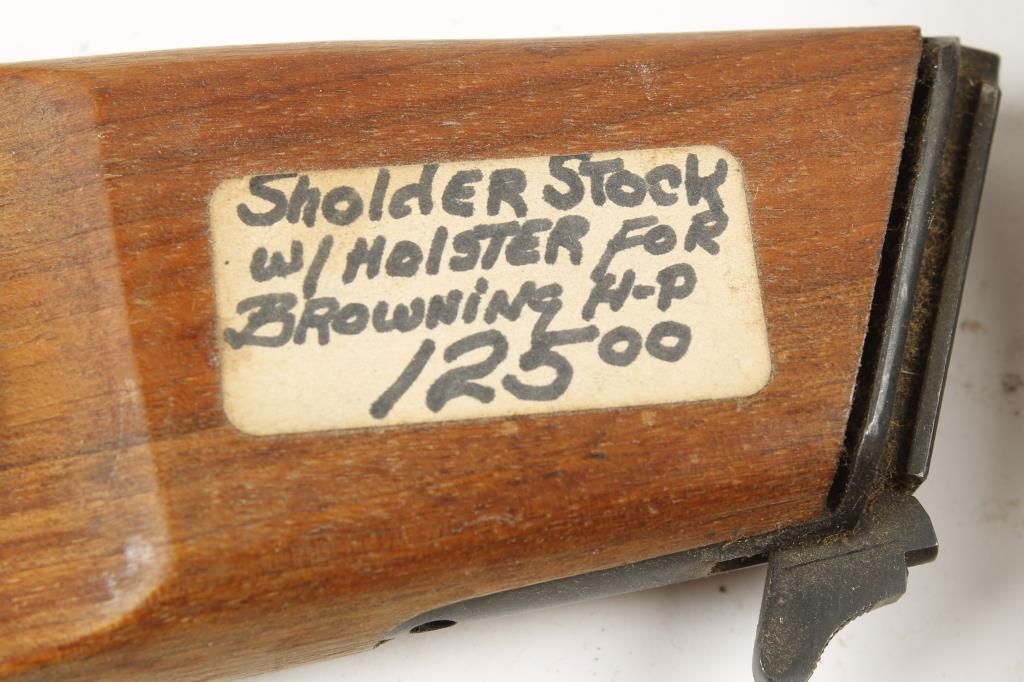 SholdER STock
w/ HolSTER FoR
BROWNiNg H-P
125 00